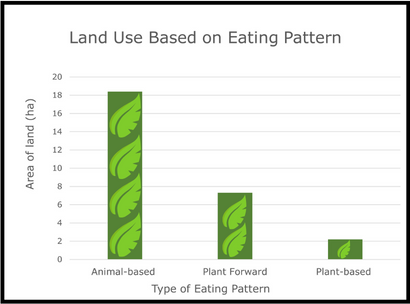 Land Use Based on Eating Pattern
Area of land (ha)
20
18
16
14
12
10
8
6
4
2
0
Animal-based
Plant Forward
Plant-based
Type of Eating Pattern